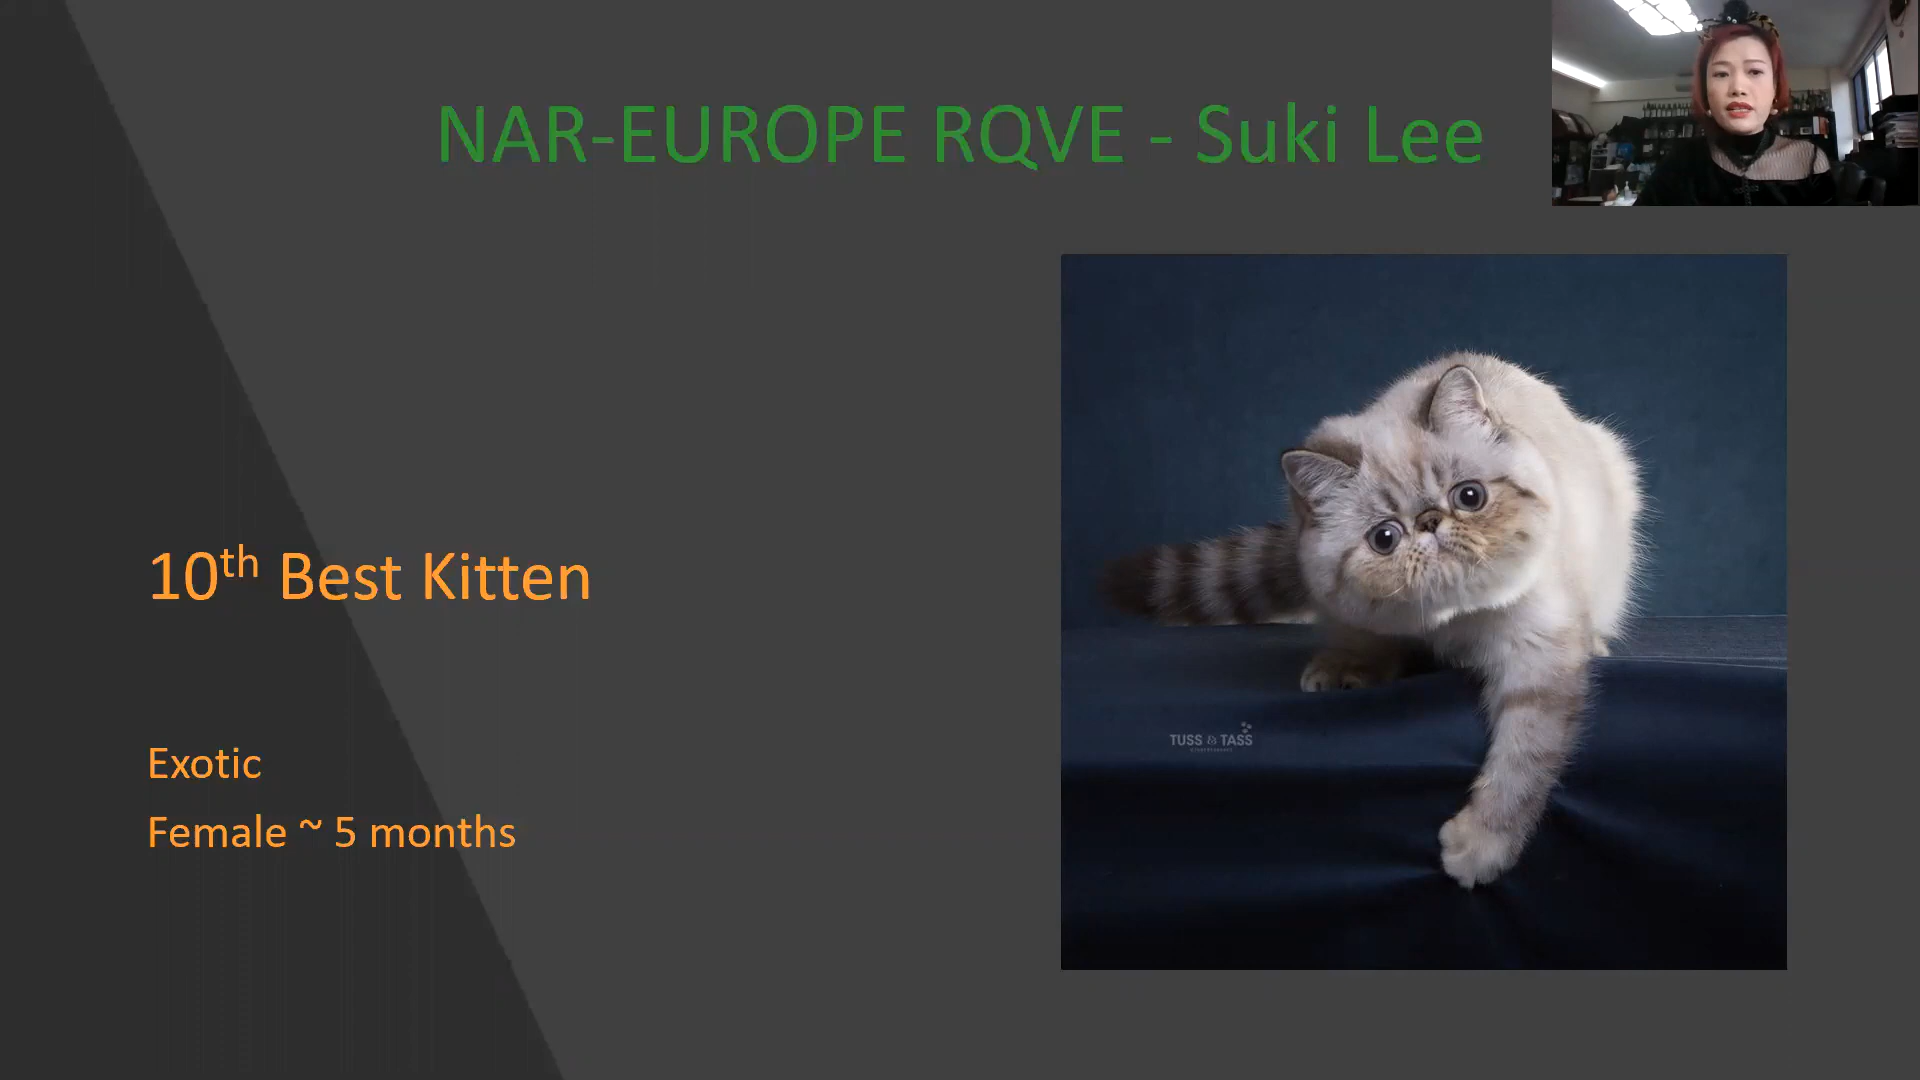 NAR-EUROPE RQVE - Suki Lee
10th Best Kitten
Exotic
Female ~ 5 months
TUSS & TASS